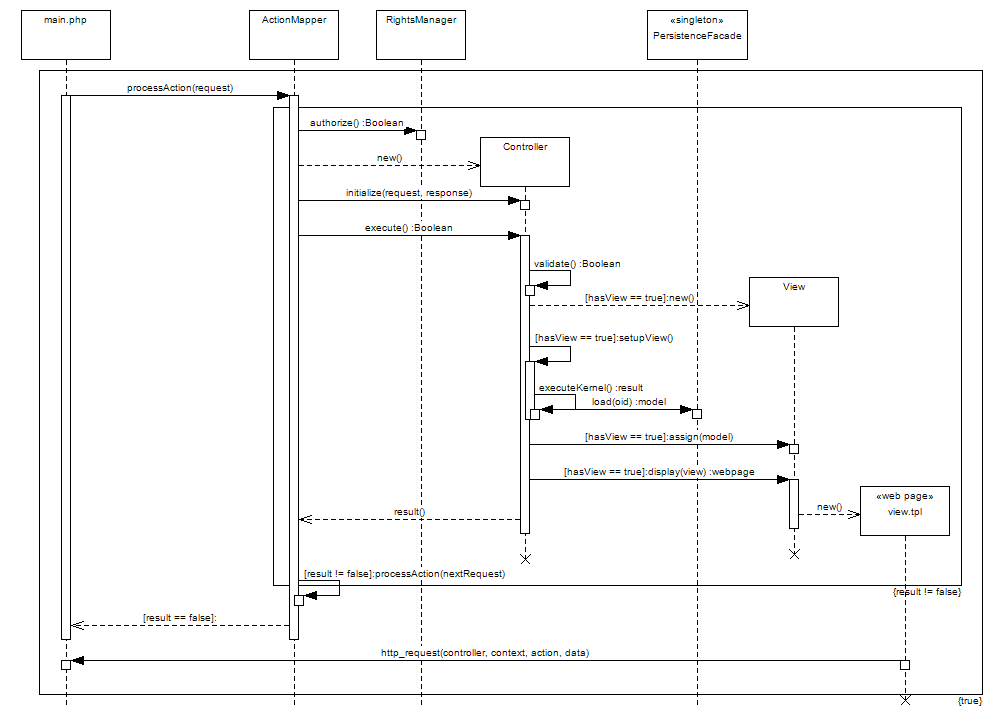 main.php
ActionMapper
RightsManager
«singleton»
PersistenceFacade
processAction(request)
authorize() :Boolean
Controller
new()
initialize(request, response)
execute() :Boolean
validate() :Boolean
View
[hasView == true]:new()
[hasView == true]:setupView()
executeKernel() :result
load(oid) :model
[hasView == true]:assign(model)
[hasView == true]:display(view) :webpage
«web page»
view.tpl
new()
result()
[result != false]:processAction(nextRequest)
{result != false}
[result == false]:
http_request(controller, context, action, data)
{true}